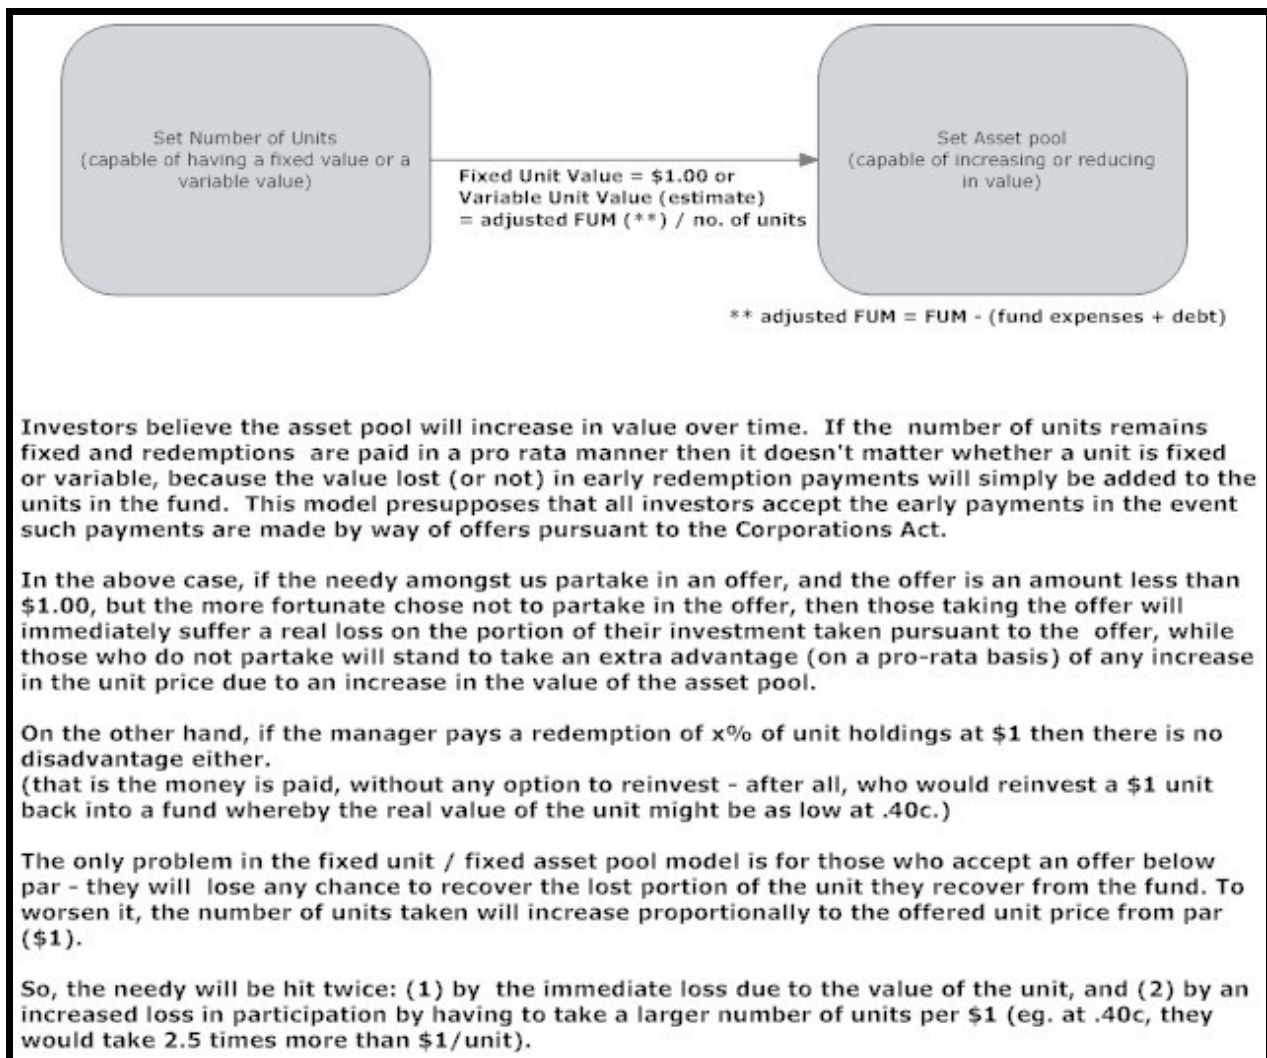 Set Number of Units
(capable of having a fixed value or a
variable value)
Fixed Unit Value = $1.00 or
Variable Unit Value (estimate)
= adjusted FUM (**) / no. of units
Set Asset pool
(capable of increasing or reducing
in value)
** adjusted FUM = FUM - (fund expenses + debt)
Investors believe the asset pool will increase in value over time.  If the  number of units remains
fixed and redemptions  are paid in a pro rata manner then it doesn't matter whether a unit is fixed
or variable, because the value lost (or not) in early redemption payments will simply be added to the
units in the fund.  This model presupposes that all investors accept the early payments in the event
such payments are made by way of offers pursuant to the Corporations Act.
In the above case, if the needy amongst us partake in an offer, and the offer is an amount less than
$1.00, but the more fortunate chose not to partake in the offer, then those taking the offer will
immediately suffer a real loss on the portion of their investment taken pursuant to the  offer, while
those who do not partake will stand to take an extra advantage (on a pro-rata basis) of any increase
in the unit price due to an increase in the value of the asset pool.
On the other hand, if the manager pays a redemption of x% of unit holdings at $1 then there is no
disadvantage either.
(that is the money is paid, without any option to reinvest - after all, who would reinvest a $1 unit
back into a fund whereby the real value of the unit might be as low at .40c.)
The only problem in the fixed unit / fixed asset pool model is for those who accept an offer below
par - they will  lose any chance to recover the lost portion of the unit they recover from the fund. To
worsen it, the number of units taken will increase proportionally to the offered unit price from par
($1).
So, the needy will be hit twice: (1) by  the immediate loss due to the value of the unit, and (2) by an
increased loss in participation by having to take a larger number of units per $1 (eg. at .40c, they
would take 2.5 times more than $1/unit).